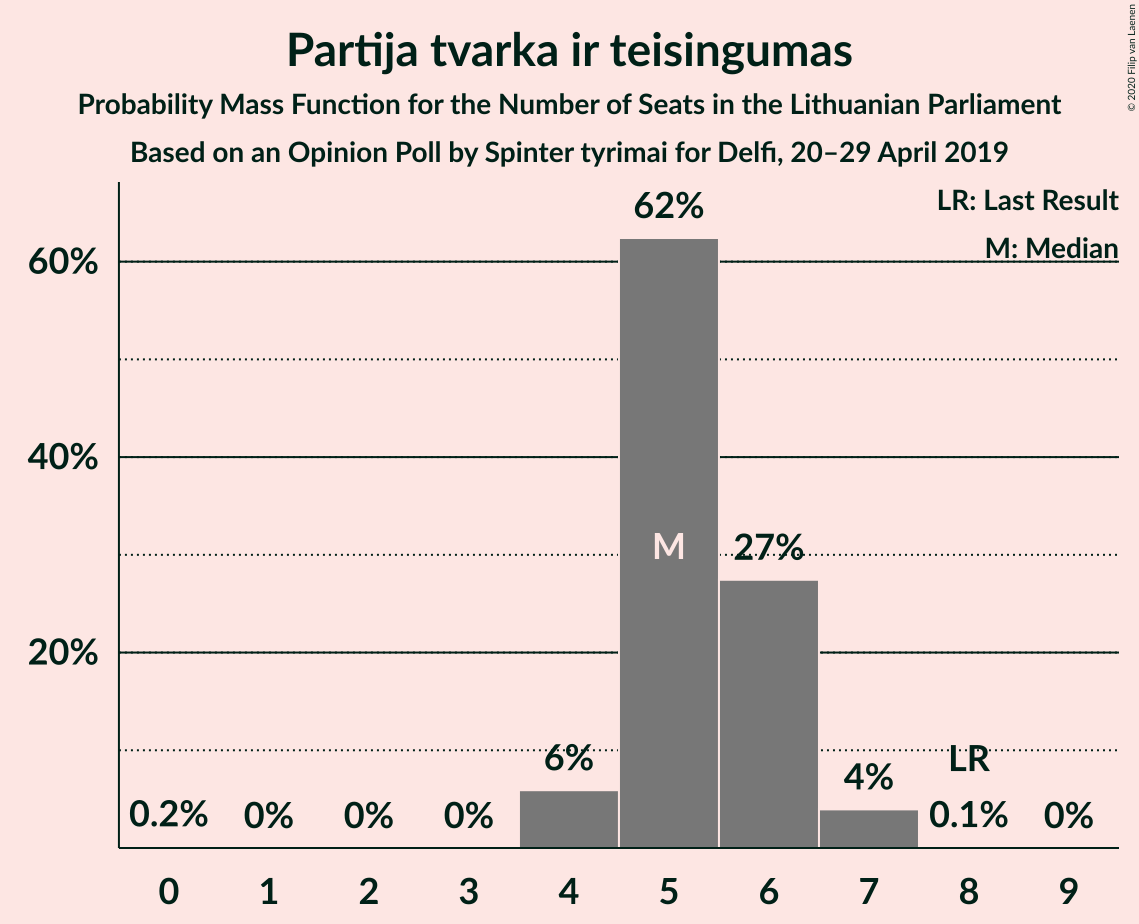 Partija tvarka ir teisingumas
Probability Mass Function for the Number of Seats in the Lithuanian Parliament
Based on an Opinion Poll by Spinter tyrimai for Delfi, 20–29 April 2019
© 2020 Filip van Laenen
LR: Last Result
M: Median
62%
60%
40%
M
27%
20%
6%
4%
LR
0.2%
0%
0%
0%
0.1%
0%
0 1 2 3 4 5 6 7 8 9